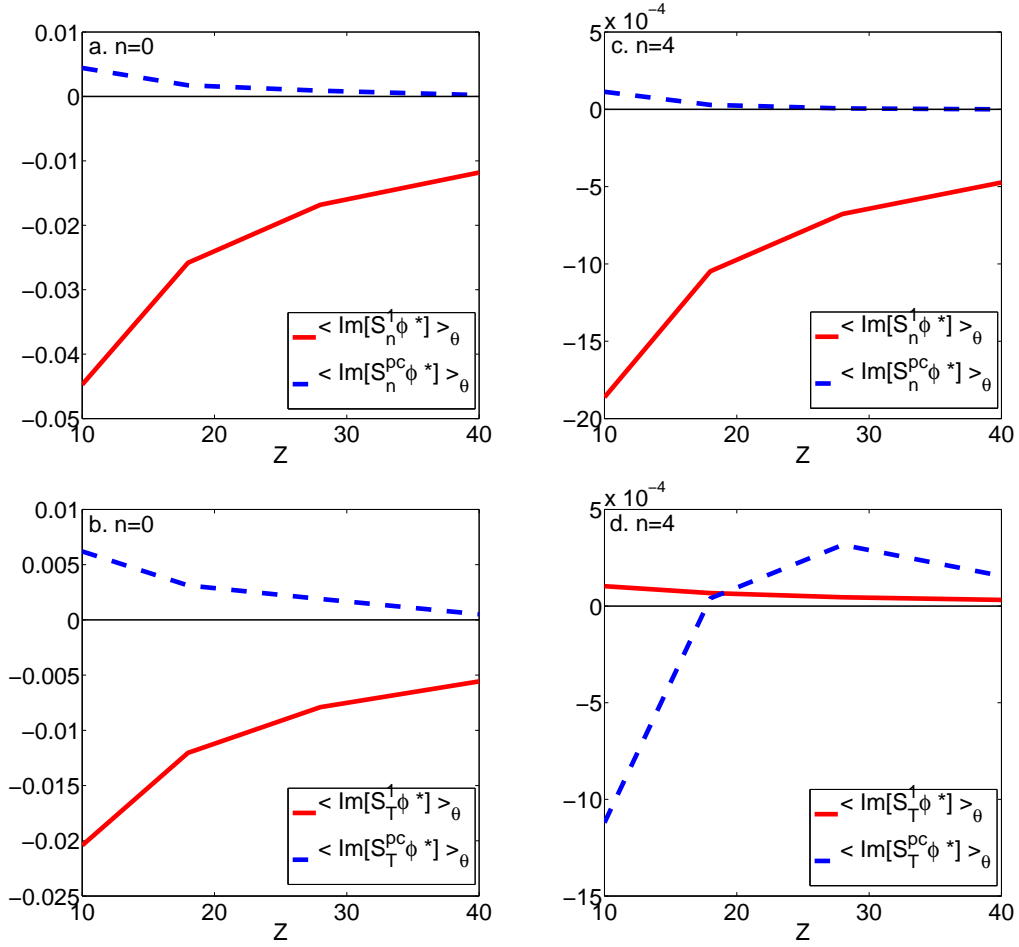 a. n=0
0.01
0
−0.01
−0.02
−0.03
−0.04
−0.05
10 20 30 40
Z
< Im[S_n^1 ϕ *] >_θ
< Im[S_n^pc ϕ *] >_θ
x 10^−4
c. n=4
5
0
−5
−10
−15
−20
10 20 30 40
Z
< Im[S_n^1 ϕ *] >_θ
< Im[S_n^pc ϕ *] >_θ
b. n=0
0.01
0.005
0
−0.005
−0.01
−0.015
−0.02
−0.025
10 20 30 40
Z
< Im[S_T^1 ϕ *] >_θ
< Im[S_T^pc ϕ *] >_θ
x 10^−4
d. n=4
5
0
−5
−10
−15
10 20 30 40
Z
< Im[S_T^1 ϕ *] >_θ
< Im[S_T^pc ϕ *] >_θ